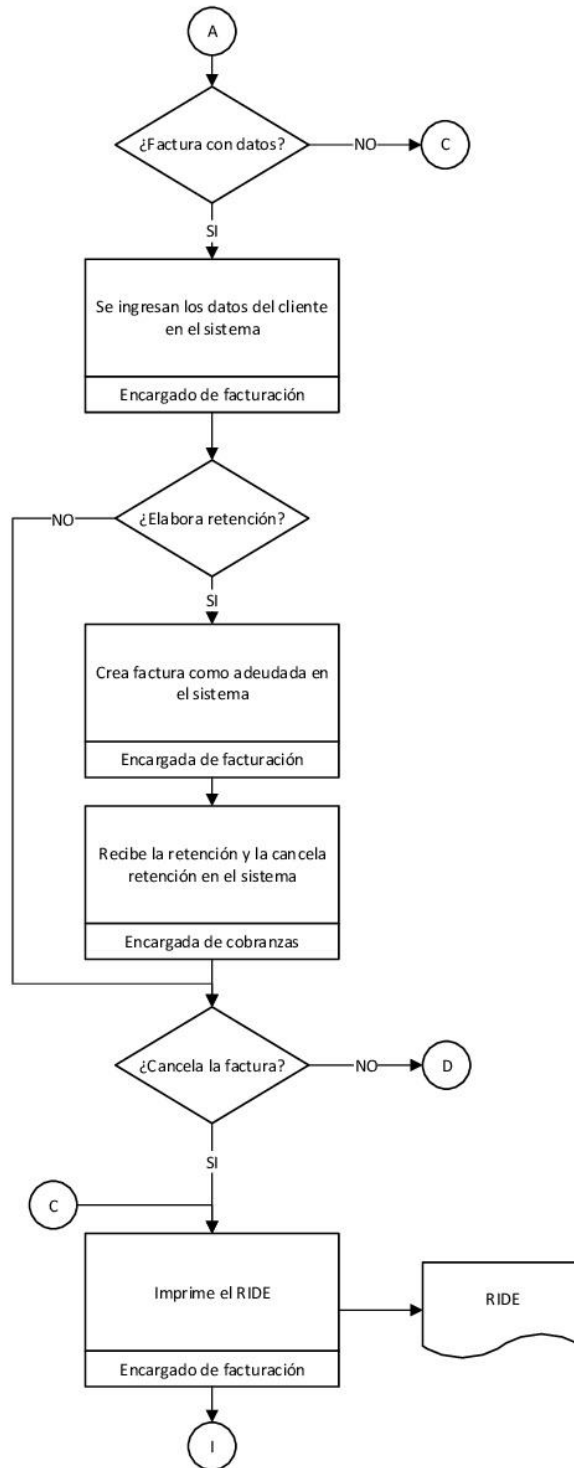 A
¿Factura con datos?
NO
C
SI
Se ingresan los datos del cliente
en el sistema
Encargado de facturación
NO
¿Elabora retención?
SI
Crea factura como adeudada en
el sistema
Encargada de facturación
Recibe la retención y la cancela
retención en el sistema
Encargada de cobranzas
¿Cancela la factura?
NO
D
SI
C
Imprime el RIDE
RIDE
Encargado de facturación
I